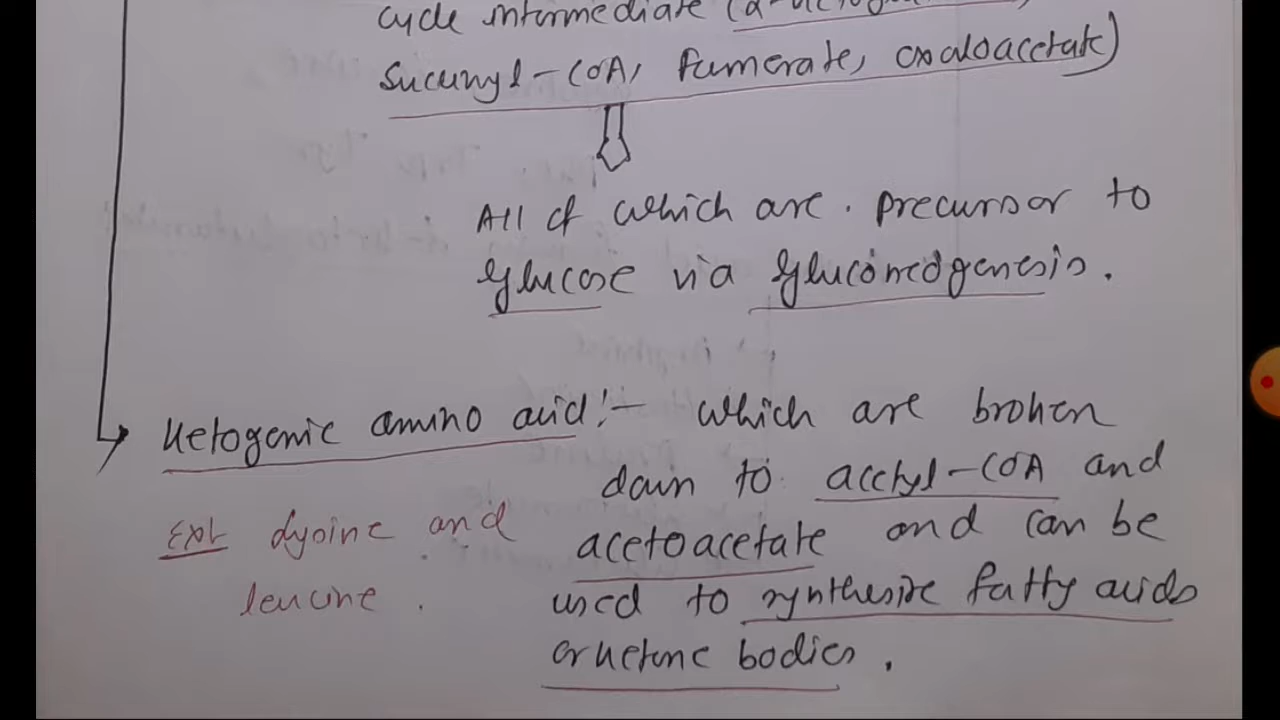 cycle intermediate (α-
Succinyl-COA, Fumerate, oxaloacetate)
All of which are. precursor to
glucose via gluconeogenesis.
Ketogenic amino acid:- which are broken
down to acetyl-COA and
Ex: lysine and
acetoacetate and can be
leucine.
used to synthesize fatty acids
or ketone bodies.